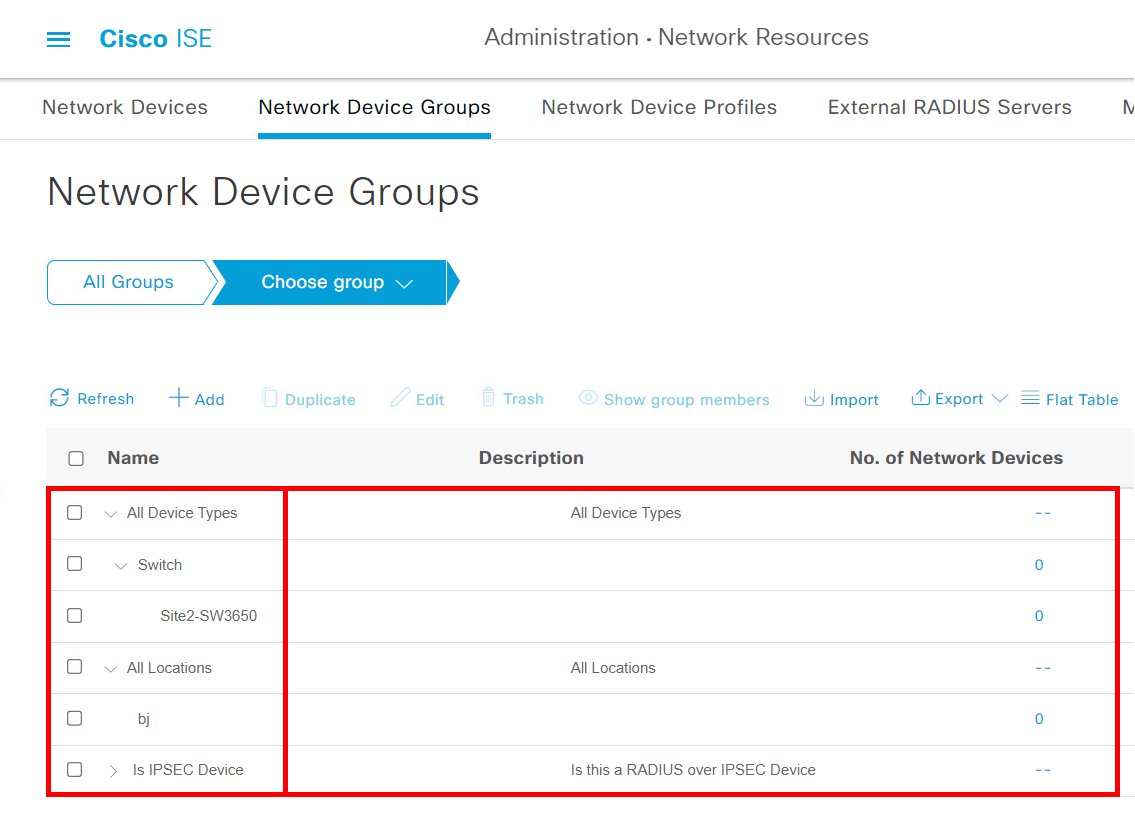 Cisco ISE Administration · Network Resources
Network Devices Network Device Groups Network Device Profiles External RADIUS Servers
Network Device Groups
All Groups Choose group
Refresh Add Duplicate Edit Trash Show group members Import Export Flat Table
Name Description No. of Network Devices
All Device Types All Device Types --
Switch 0
Site2-SW3650 0
All Locations All Locations --
bj 0
Is IPSEC Device Is this a RADIUS over IPSEC Device --